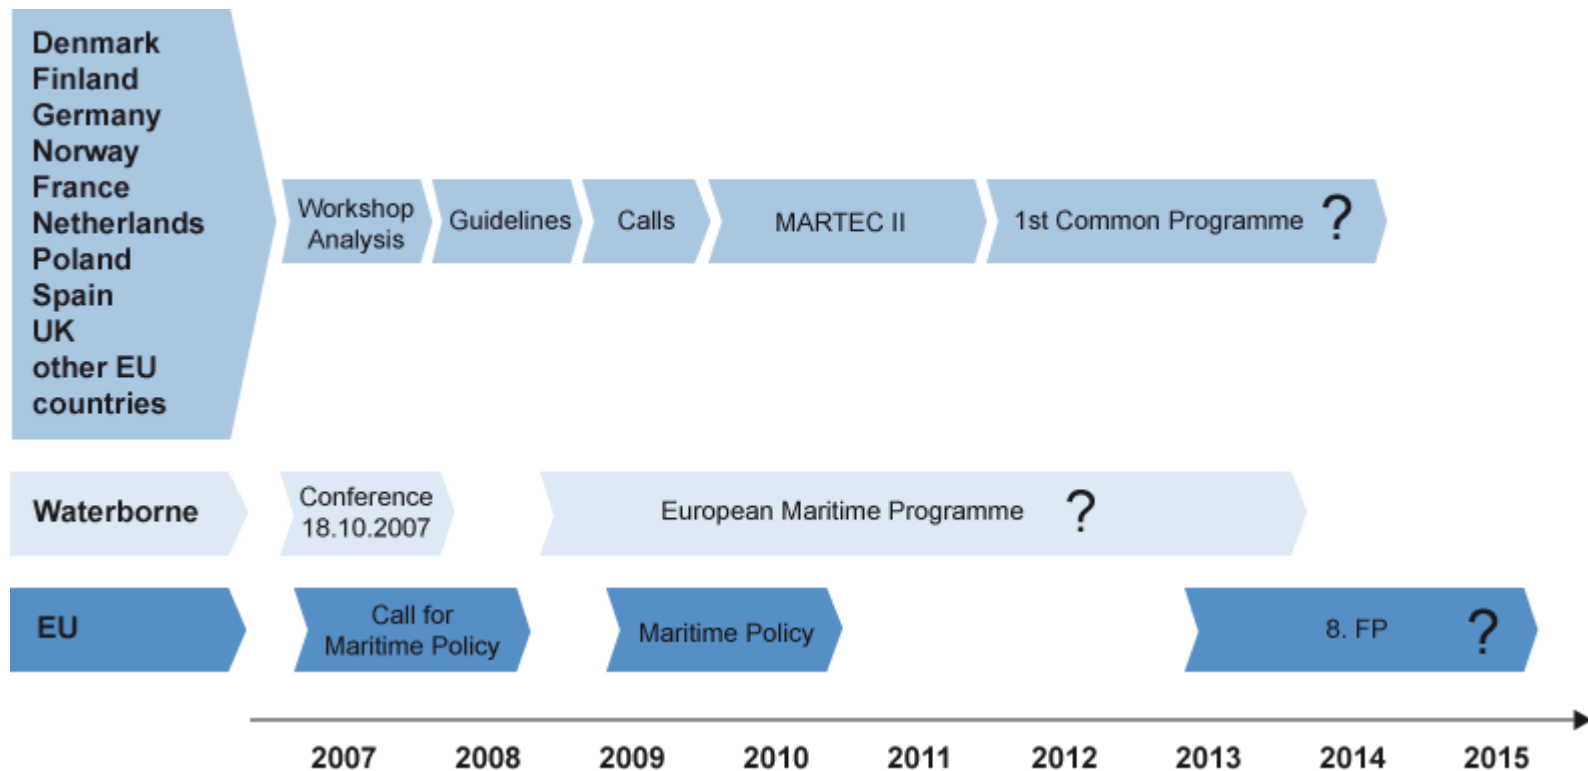 Denmark
Finland
Germany
Norway
France
Netherlands
Poland
Spain
UK
other EU
countries
Workshop
Analysis
Guidelines
Calls
MARTEC II
1st Common Programme ?
Waterborne
Conference
18.10.2007
European Maritime Programme ?
EU
Call for
Maritime Policy
Maritime Policy
8. FP ?
2007 2008 2009 2010 2011 2012 2013 2014 2015